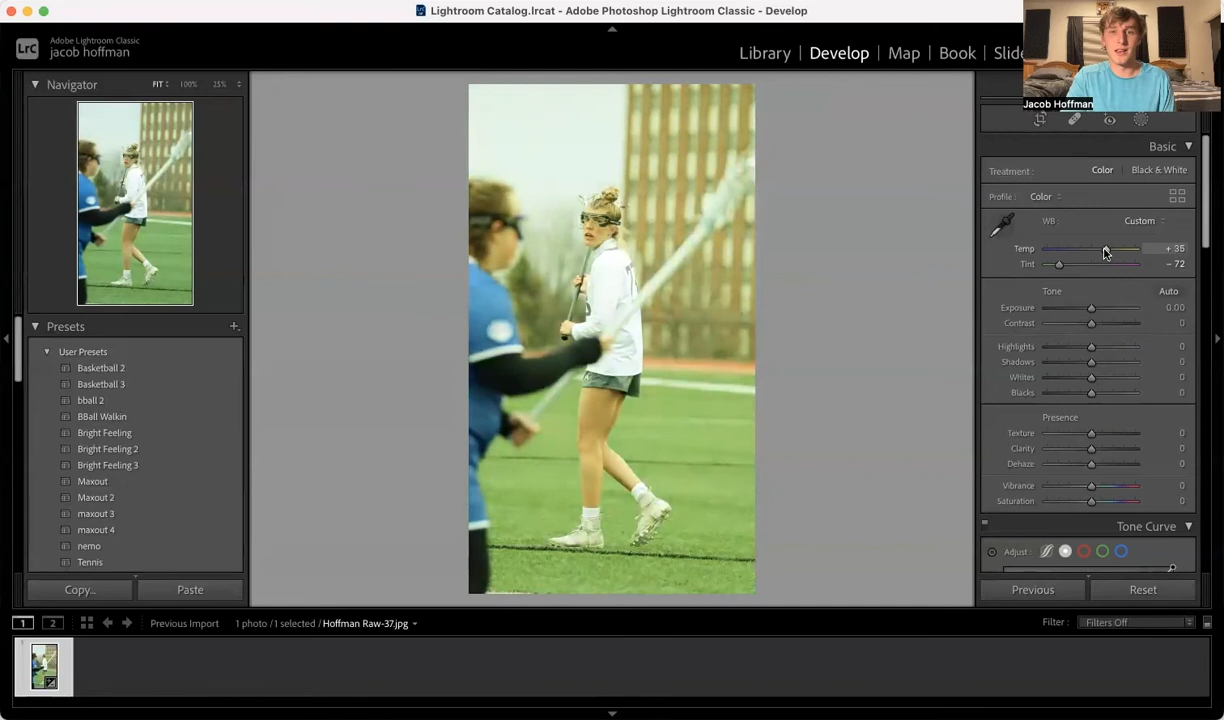 Lightroom Catalog.lrcat - Adobe Photoshop Lightroom Classic - Develop
LrC
Adobe Lightroom Classic
jacob hoffman
Library | Develop | Map | Book | Slid
Jacob Hoffman
Navigator
FIT
100%
25%
Presets
User Presets
Basketball 2
Basketball 3
bball 2
BBall Walkin
Bright Feeling
Bright Feeling 2
Bright Feeling 3
Maxout
Maxout 2
maxout 3
maxout 4
nemo
Tennis
Copy...
Paste
Basic
Treatment :
Color | Black & White
Profile :
Color
WB :
Custom
Temp
+ 35
Tint
− 72
Tone
Auto
Exposure
0.00
Contrast
0
Highlights
0
Shadows
0
Whites
0
Blacks
0
Presence
Texture
0
Clarity
0
Dehaze
0
Vibrance
0
Saturation
0
Tone Curve
Adjust :
Previous
Reset
1
2
Previous Import
1 photo / 1 selected / Hoffman Raw-37.jpg
Filter :
Filters Off